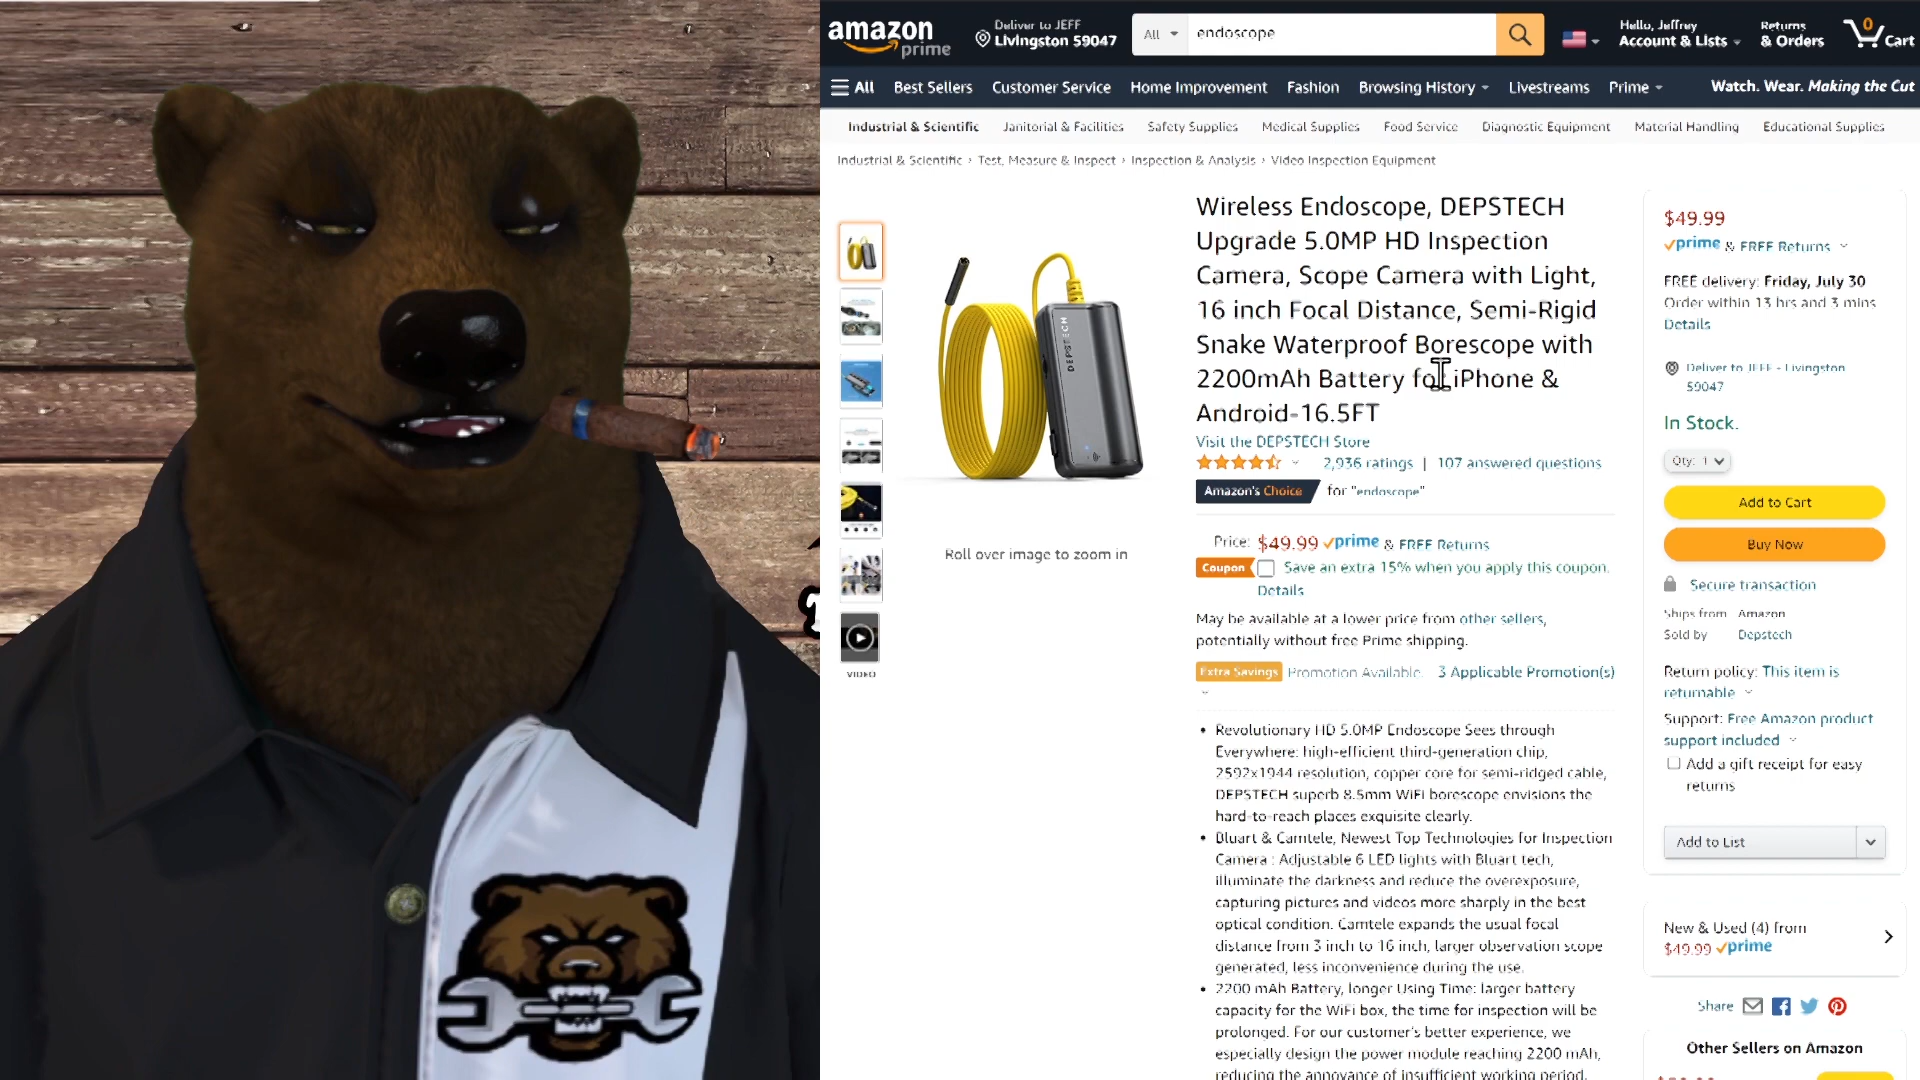 amazon
prime
Deliver to JEFF
Livingston 59047
All
endoscope
Hello, Jeffrey
Account & Lists
Returns
& Orders
0
Cart
All
Best Sellers
Customer Service
Home Improvement
Fashion
Browsing History
Livestreams
Prime
Watch. Wear. Making the Cut
Industrial & Scientific
Janitorial & Facilities
Safety Supplies
Medical Supplies
Food Service
Diagnostic Equipment
Material Handling
Educational Supplies
Industrial & Scientific › Test, Measure & Inspect › Inspection & Analysis › Video Inspection Equipment
DEPSTECH
Roll over image to zoom in
VIDEO
Wireless Endoscope, DEPSTECH
Upgrade 5.0MP HD Inspection
Camera, Scope Camera with Light,
16 inch Focal Distance, Semi-Rigid
Snake Waterproof Borescope with
2200mAh Battery for iPhone &
Android-16.5FT
Visit the DEPSTECH Store
2,936 ratings | 107 answered questions
Amazon's Choice for "endoscope"
Price: $49.99 prime & FREE Returns
Coupon Save an extra 15% when you apply this coupon.
Details
May be available at a lower price from other sellers,
potentially without free Prime shipping.
Extra Savings Promotion Available. 3 Applicable Promotion(s)
• Revolutionary HD 5.0MP Endoscope Sees through
Everywhere: high-efficient third-generation chip,
2592x1944 resolution, copper core for semi-ridged cable,
DEPSTECH superb 8.5mm WiFi borescope envisions the
hard-to-reach places exquisite clearly.
• Bluart & Camtele, Newest Top Technologies for Inspection
Camera : Adjustable 6 LED lights with Bluart tech,
illuminate the darkness and reduce the overexposure,
capturing pictures and videos more sharply in the best
optical condition. Camtele expands the usual focal
distance from 3 inch to 16 inch, larger observation scope
generated, less inconvenience during the use.
• 2200 mAh Battery, longer Using Time: larger battery
capacity for the WiFi box, the time for inspection will be
prolonged. For our customer's better experience, we
especially design the power module reaching 2200 mAh,
reducing the annoyance of insufficient working period.
$49.99
prime & FREE Returns
FREE delivery: Friday, July 30
Order within 13 hrs and 3 mins
Details
Deliver to JEFF - Livingston
59047
In Stock.
Qty: 1
Add to Cart
Buy Now
Secure transaction
Ships from Amazon
Sold by Depstech
Return policy: This item is
returnable
Support: Free Amazon product
support included
Add a gift receipt for easy
returns
Add to List
New & Used (4) from
$49.99 prime
Share
Other Sellers on Amazon